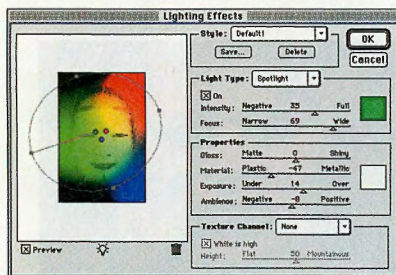 Lighting Effects
Style: Default1
Save... Delete
OK
Cancel
Light Type: Spotlight
On
Intensity: Negative 35 Full
Focus: Narrow 69 Wide
Properties
Gloss: Matte 0 Shiny
Material: Plastic -47 Metallic
Exposure: Under 14 Over
Ambience: Negative -8 Positive
Texture Channel: None
White is high
Height: Flat 50 Mountainous
Preview